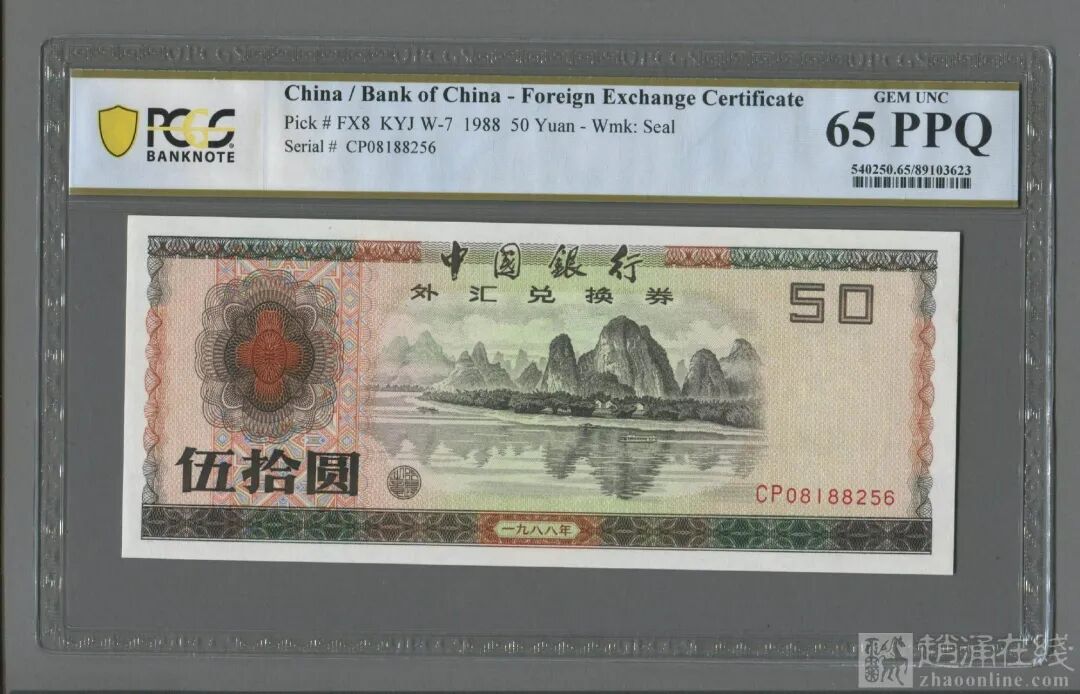 PCGS
BANKNOTE
China / Bank of China - Foreign Exchange Certificate
Pick # FX8 KYJ W-7 1988 50 Yuan - Wmk: Seal
Serial # CP08188256
GEM UNC
65 PPQ
540250.65/89103623
中國銀行
外汇兑换券
50
伍拾圆
CP08188256
一九八八年
趙涌在线
zhaoonline.com